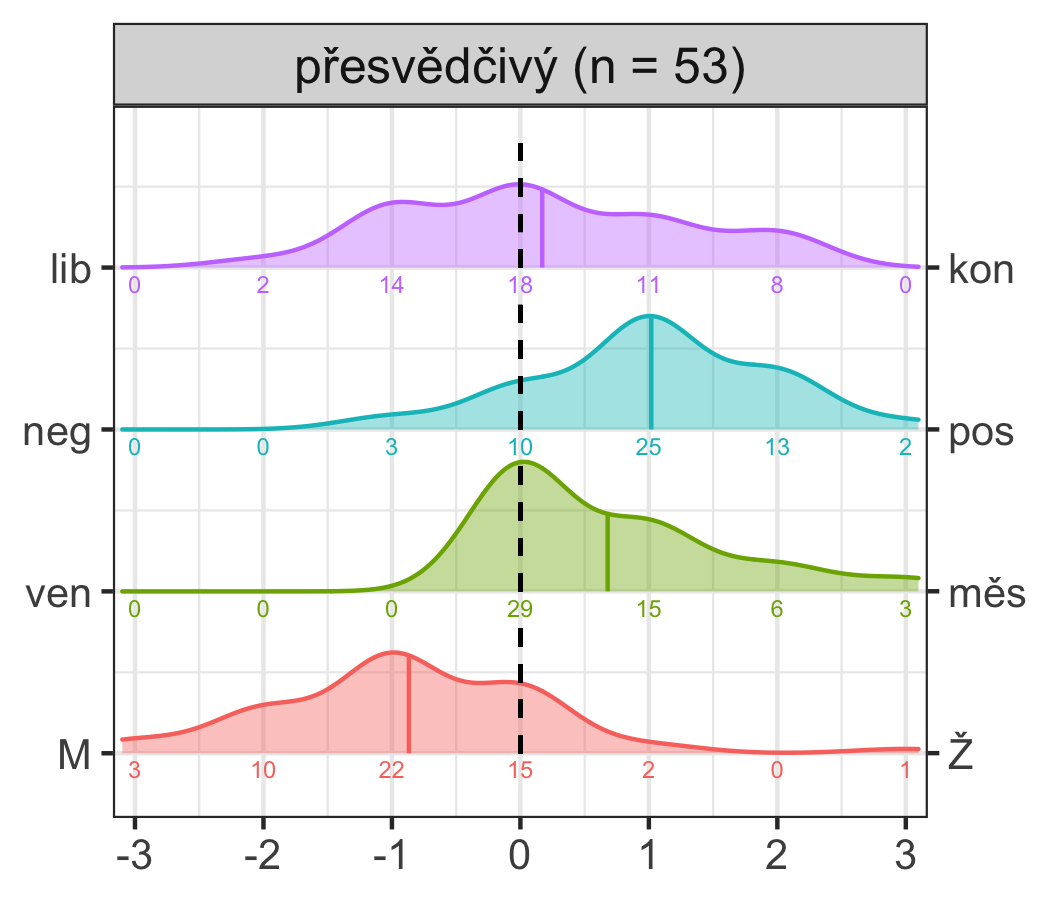 přesvědčivý (n = 53)
lib kon
0 2 14 18 11 8 0
neg pos
0 0 3 10 25 13 2
ven měs
0 0 0 29 15 6 3
M Ž
3 10 22 15 2 0 1
-3 -2 -1 0 1 2 3